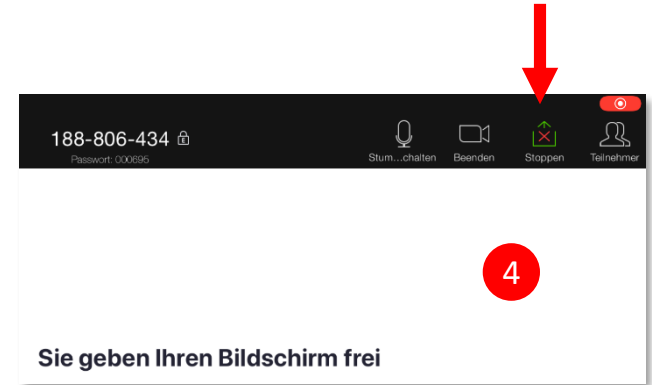 188-806-434
Passwort: 000695
Stum...chalten Beenden Stoppen Teilnehmer
4
Sie geben Ihren Bildschirm frei